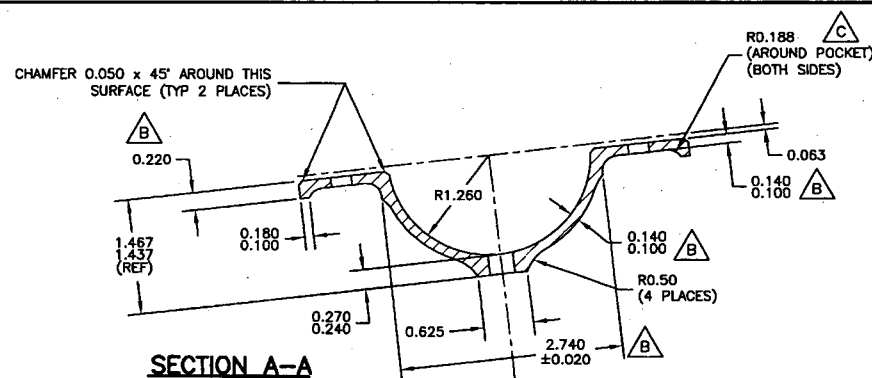 R0.188
(AROUND POCKET)
(BOTH SIDES)
C
CHAMFER 0.050 x 45° AROUND THIS
SURFACE (TYP 2 PLACES)
B
0.220
0.063
0.140
0.100
B
R1.260
1.467
1.437
(REF)
0.180
0.100
0.140
0.100
B
R0.50
(4 PLACES)
0.270
0.240
0.625
2.740
±0.020
B
SECTION A-A